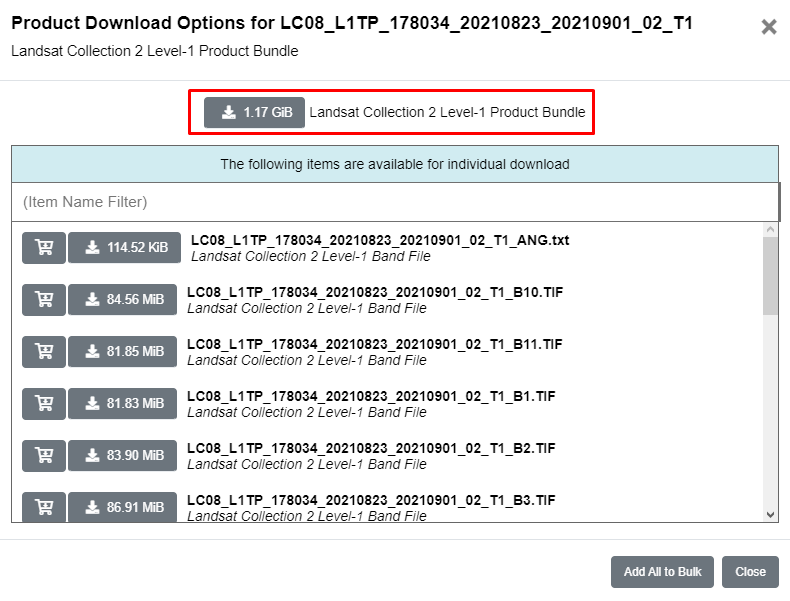 Product Download Options for LC08_L1TP_178034_20210823_20210901_02_T1
Landsat Collection 2 Level-1 Product Bundle
1.17 GiB Landsat Collection 2 Level-1 Product Bundle
The following items are available for individual download
(Item Name Filter)
114.52 KiB LC08_L1TP_178034_20210823_20210901_02_T1_ANG.txt
Landsat Collection 2 Level-1 Band File
84.56 MiB LC08_L1TP_178034_20210823_20210901_02_T1_B10.TIF
Landsat Collection 2 Level-1 Band File
81.85 MiB LC08_L1TP_178034_20210823_20210901_02_T1_B11.TIF
Landsat Collection 2 Level-1 Band File
81.83 MiB LC08_L1TP_178034_20210823_20210901_02_T1_B1.TIF
Landsat Collection 2 Level-1 Band File
83.90 MiB LC08_L1TP_178034_20210823_20210901_02_T1_B2.TIF
Landsat Collection 2 Level-1 Band File
86.91 MiB LC08_L1TP_178034_20210823_20210901_02_T1_B3.TIF
Landsat Collection 2 Level-1 Band File
Add All to Bulk Close